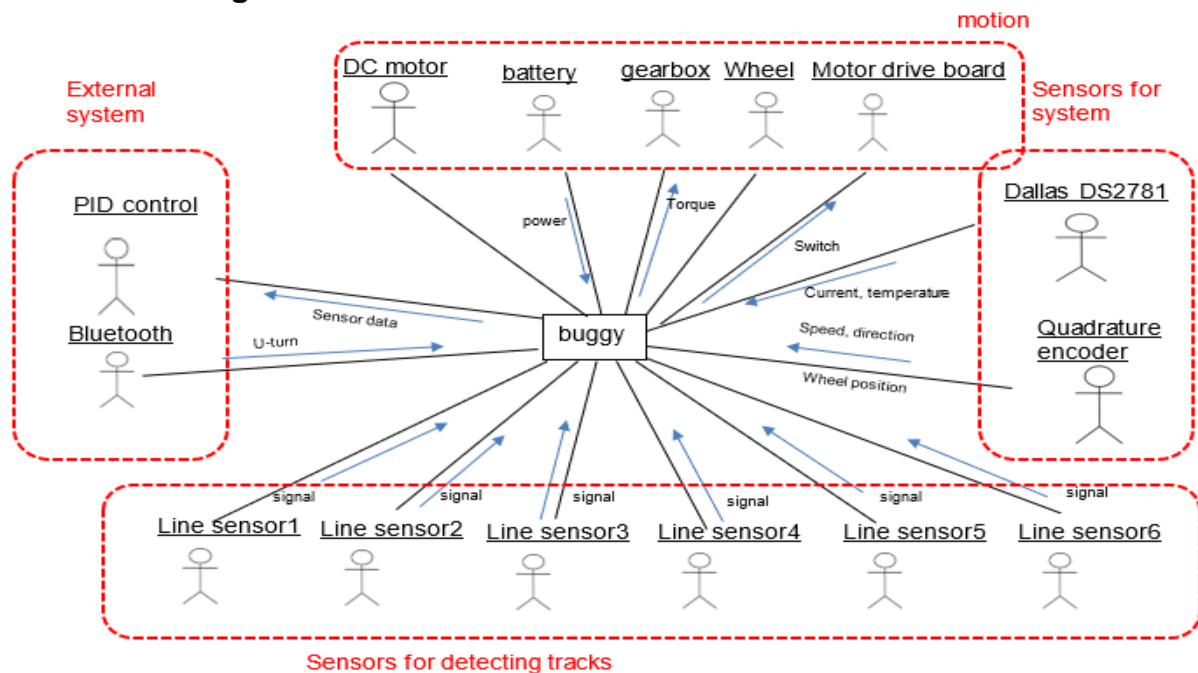 motion
DC motor
battery
gearbox
Wheel
Motor drive board
External
system
Sensors for
system
PID control
Dallas DS2781
power
Torque
Switch
Current, temperature
Sensor data
Bluetooth
U-turn
buggy
Speed, direction
Quadrature
encoder
Wheel position
signal
signal
signal
signal
signal
signal
Line sensor1
Line sensor2
Line sensor3
Line sensor4
Line sensor5
Line sensor6
Sensors for detecting tracks